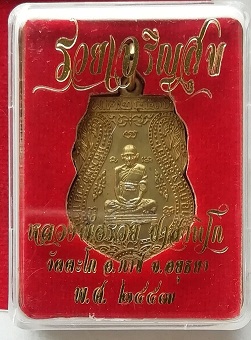 รวยเจริญสุข
หลวงพ่อรวย ปาสาทิโก
วัดตะโก อ.ภาชี จ.อยุธยา
พ.ศ. ๒๕๕๗